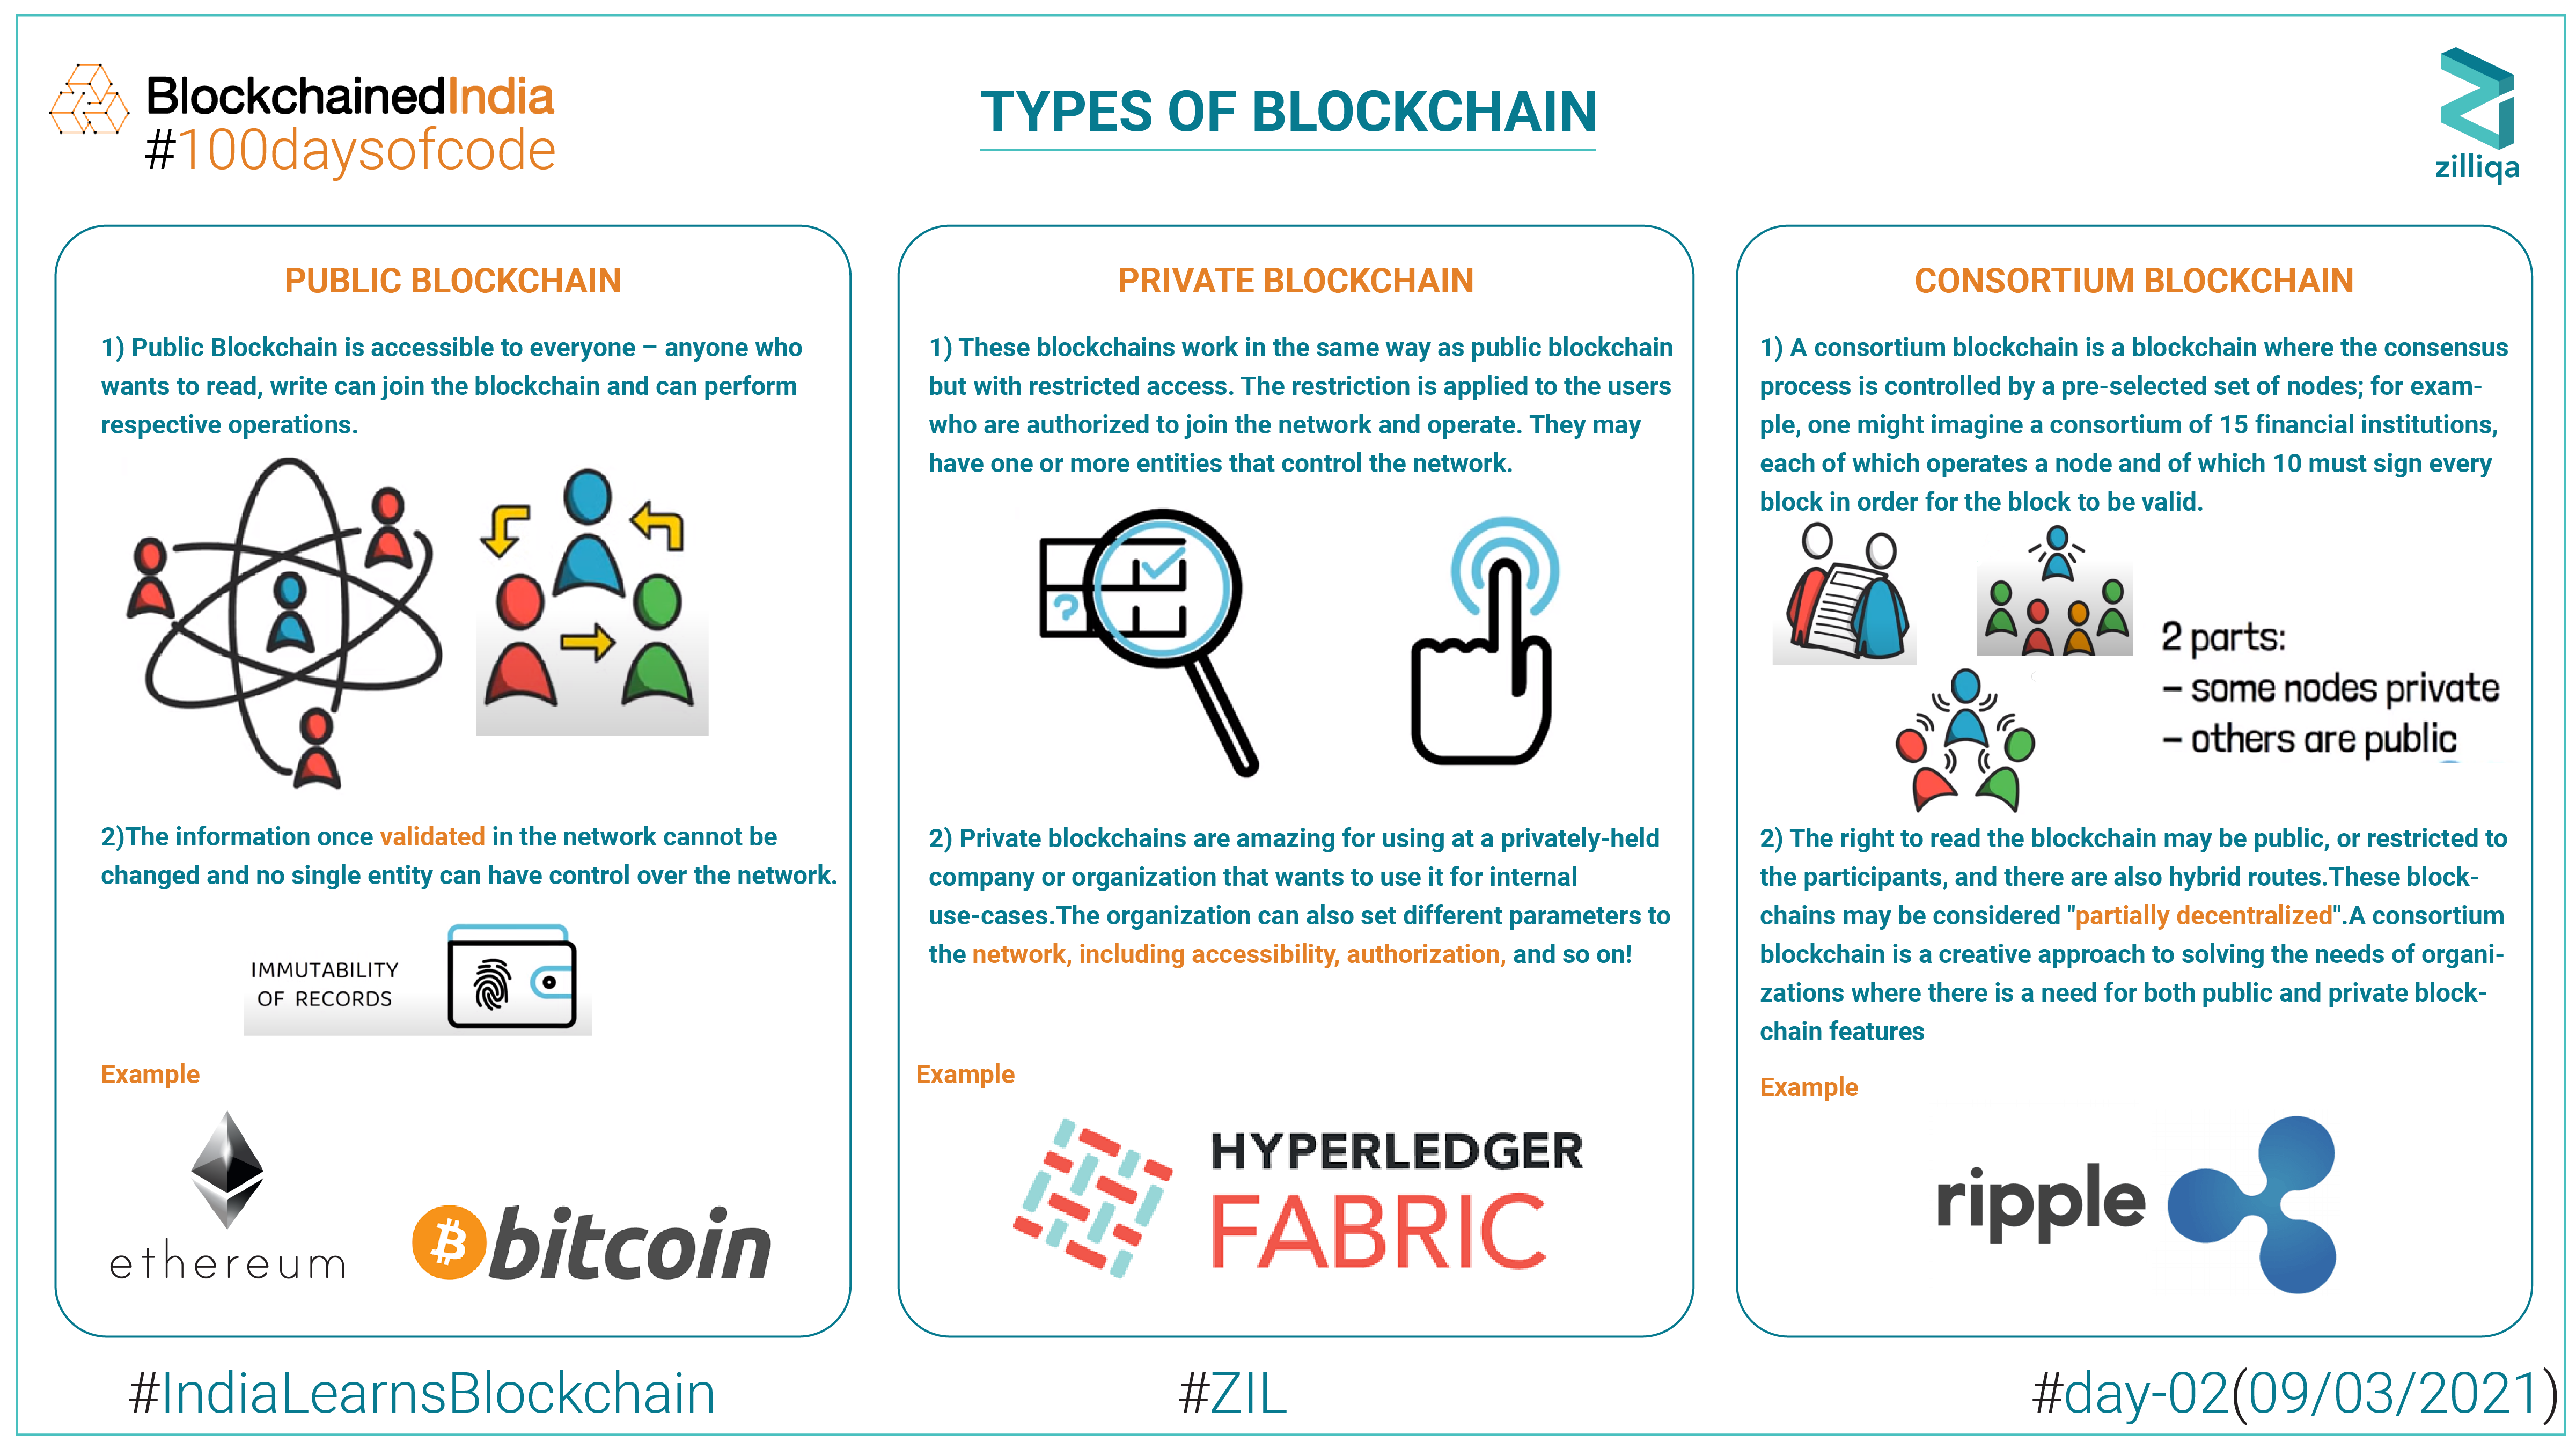 BlockchainedIndia
#100daysofcode
TYPES OF BLOCKCHAIN
zilliqa
PUBLIC BLOCKCHAIN
1) Public Blockchain is accessible to everyone – anyone who
wants to read, write can join the blockchain and can perform
respective operations.
2)The information once validated in the network cannot be
changed and no single entity can have control over the network.
IMMUTABILITY
OF RECORDS
Example
ethereum
bitcoin
PRIVATE BLOCKCHAIN
1) These blockchains work in the same way as public blockchain
but with restricted access. The restriction is applied to the users
who are authorized to join the network and operate. They may
have one or more entities that control the network.
?
2) Private blockchains are amazing for using at a privately-held
company or organization that wants to use it for internal
use-cases.The organization can also set different parameters to
the network, including accessibility, authorization, and so on!
Example
HYPERLEDGER
FABRIC
CONSORTIUM BLOCKCHAIN
1) A consortium blockchain is a blockchain where the consensus
process is controlled by a pre-selected set of nodes; for exam-
ple, one might imagine a consortium of 15 financial institutions,
each of which operates a node and of which 10 must sign every
block in order for the block to be valid.
2 parts:
– some nodes private
– others are public
2) The right to read the blockchain may be public, or restricted to
the participants, and there are also hybrid routes.These block-
chains may be considered "partially decentralized".A consortium
blockchain is a creative approach to solving the needs of organi-
zations where there is a need for both public and private block-
chain features
Example
ripple
#IndiaLearnsBlockchain
#ZIL
#day-02(09/03/2021)